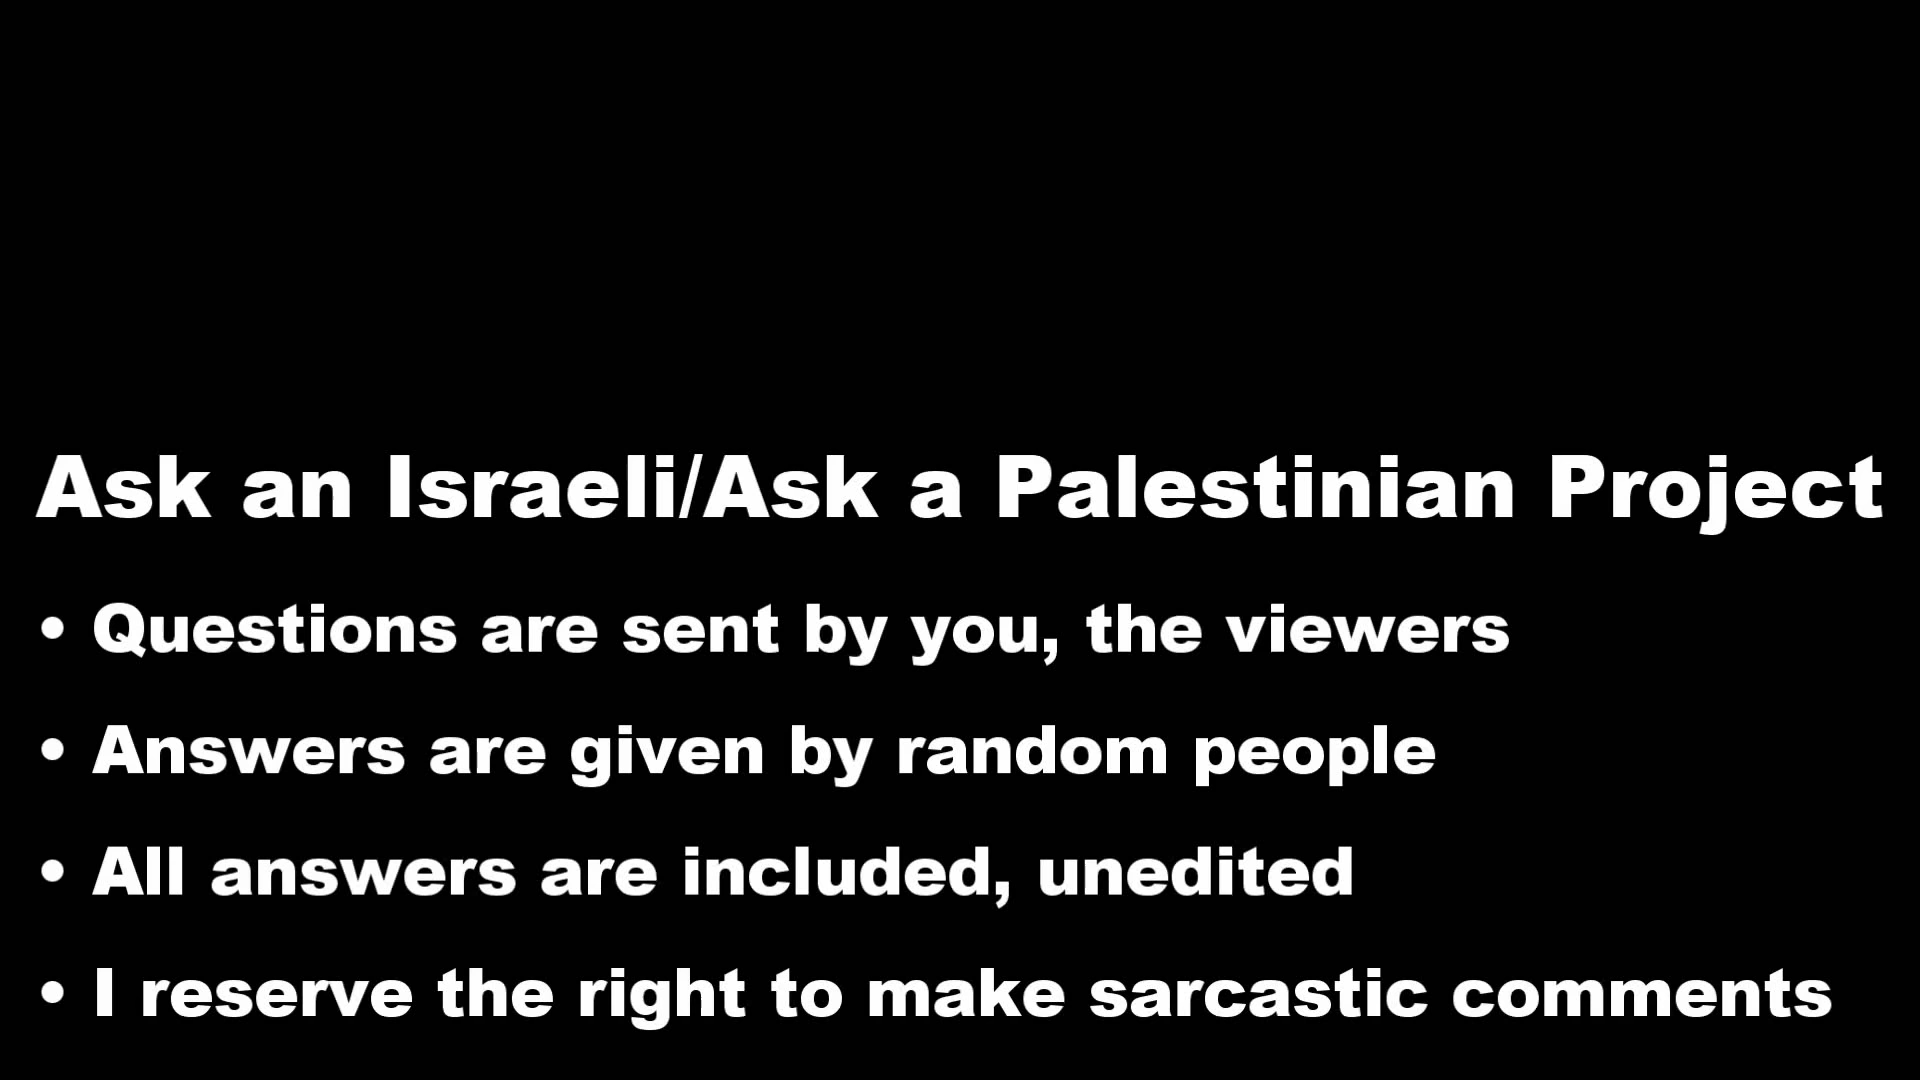 Ask an Israeli/Ask a Palestinian Project
• Questions are sent by you, the viewers
• Answers are given by random people
• All answers are included, unedited
• I reserve the right to make sarcastic comments